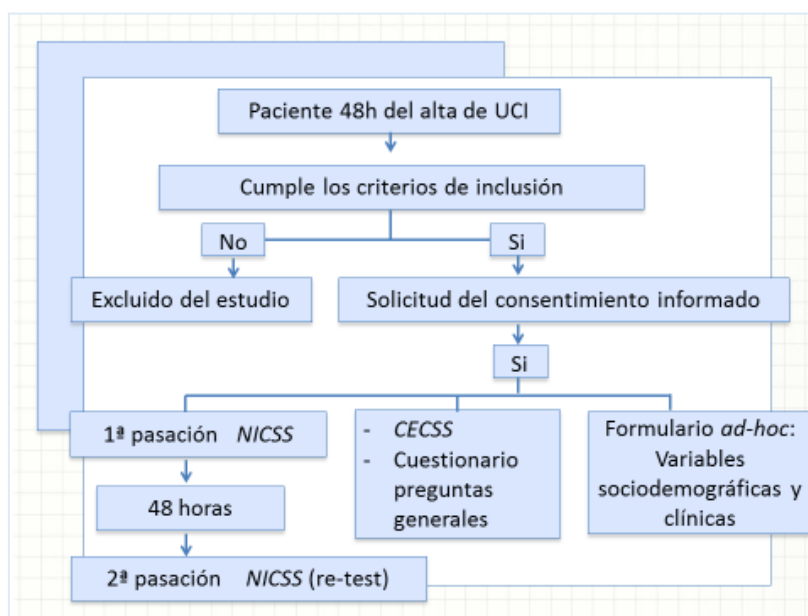 Paciente 48h del alta de UCI
Cumple los criterios de inclusión
No
Si
Excluido del estudio
Solicitud del consentimiento informado
Si
1ª pasación NICSS
48 horas
2ª pasación NICSS (re-test)
- CECSS
- Cuestionario
preguntas
generales
Formulario ad-hoc:
Variables
sociodemográficas y
clínicas